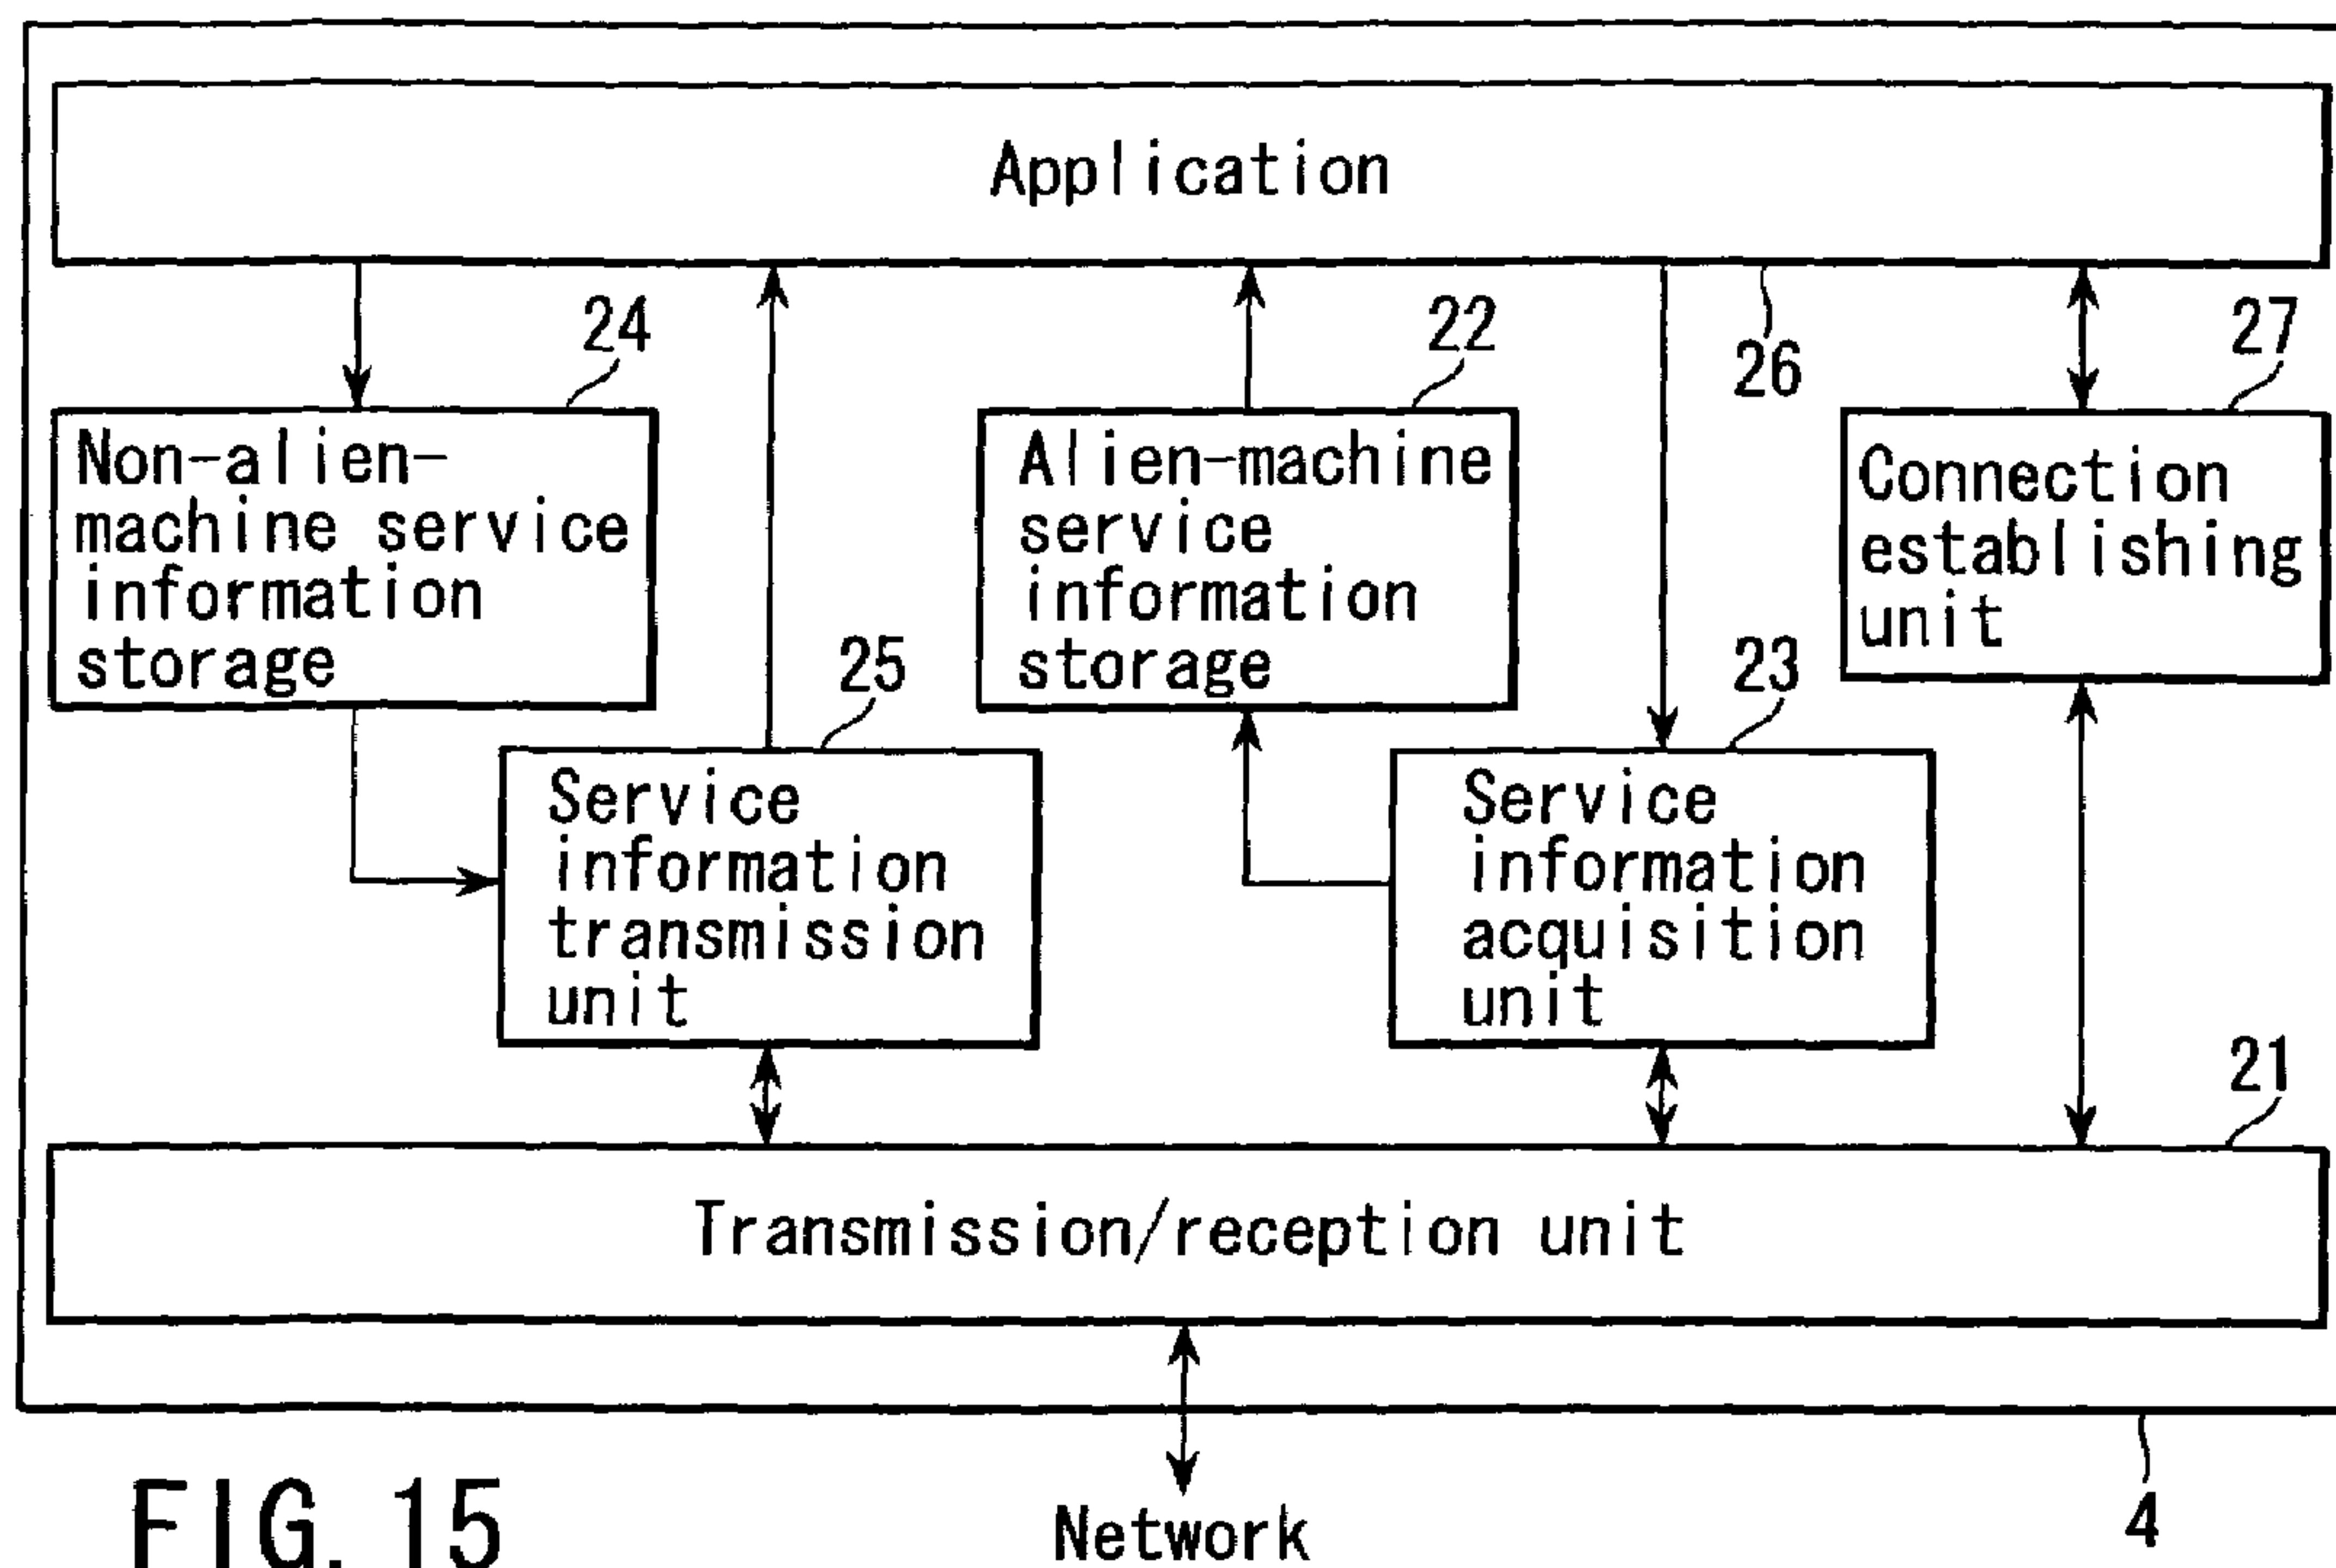 Application
24
22
26
27
Non-alien-
machine service
information
storage
Alien-machine
service
information
storage
Connection
establishing
unit
25
23
Service
information
transmission
unit
Service
information
acquisition
unit
21
Transmission/reception unit
Network
4
FIG. 15